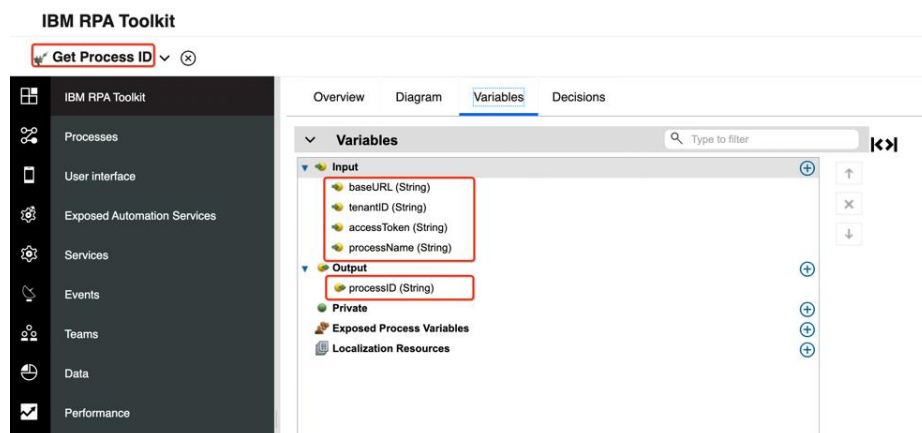 IBM RPA Toolkit
Get Process ID
IBM RPA Toolkit
Processes
User interface
Exposed Automation Services
Services
Events
Teams
Data
Performance
Overview Diagram Variables Decisions
Variables Type to filter
Input
baseURL (String)
tenantID (String)
accessToken (String)
processName (String)
Output
processID (String)
Private
Exposed Process Variables
Localization Resources